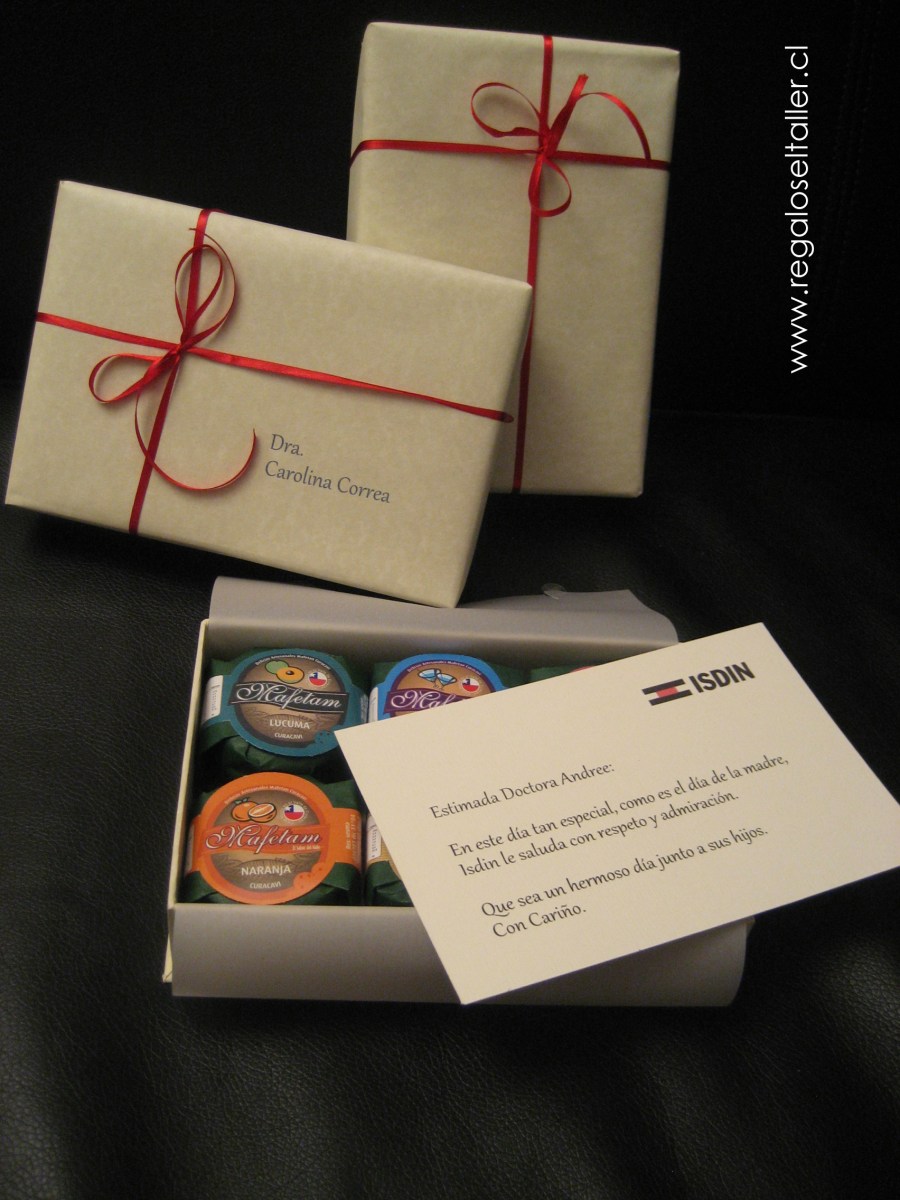 www.regaloseltaller.cl
Dra.
Carolina Correa
Mafetam
LUCUMA
CURACAVI
Mafetam
NARANJA
CURACAVI
ISDIN
Estimada Doctora Andree:
En este día tan especial, como es el día de la madre,
Isdin le saluda con respeto y admiración.
Que sea un hermoso día junto a sus hijos.
Con Cariño.